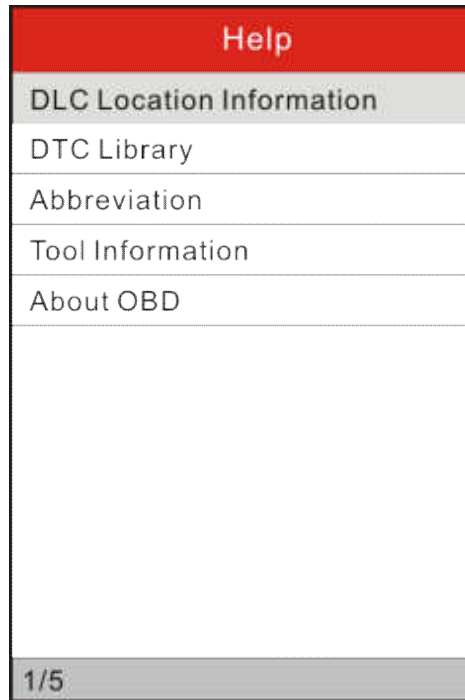 Help
DLC Location Information
DTC Library
Abbreviation
Tool Information
About OBD
1/5